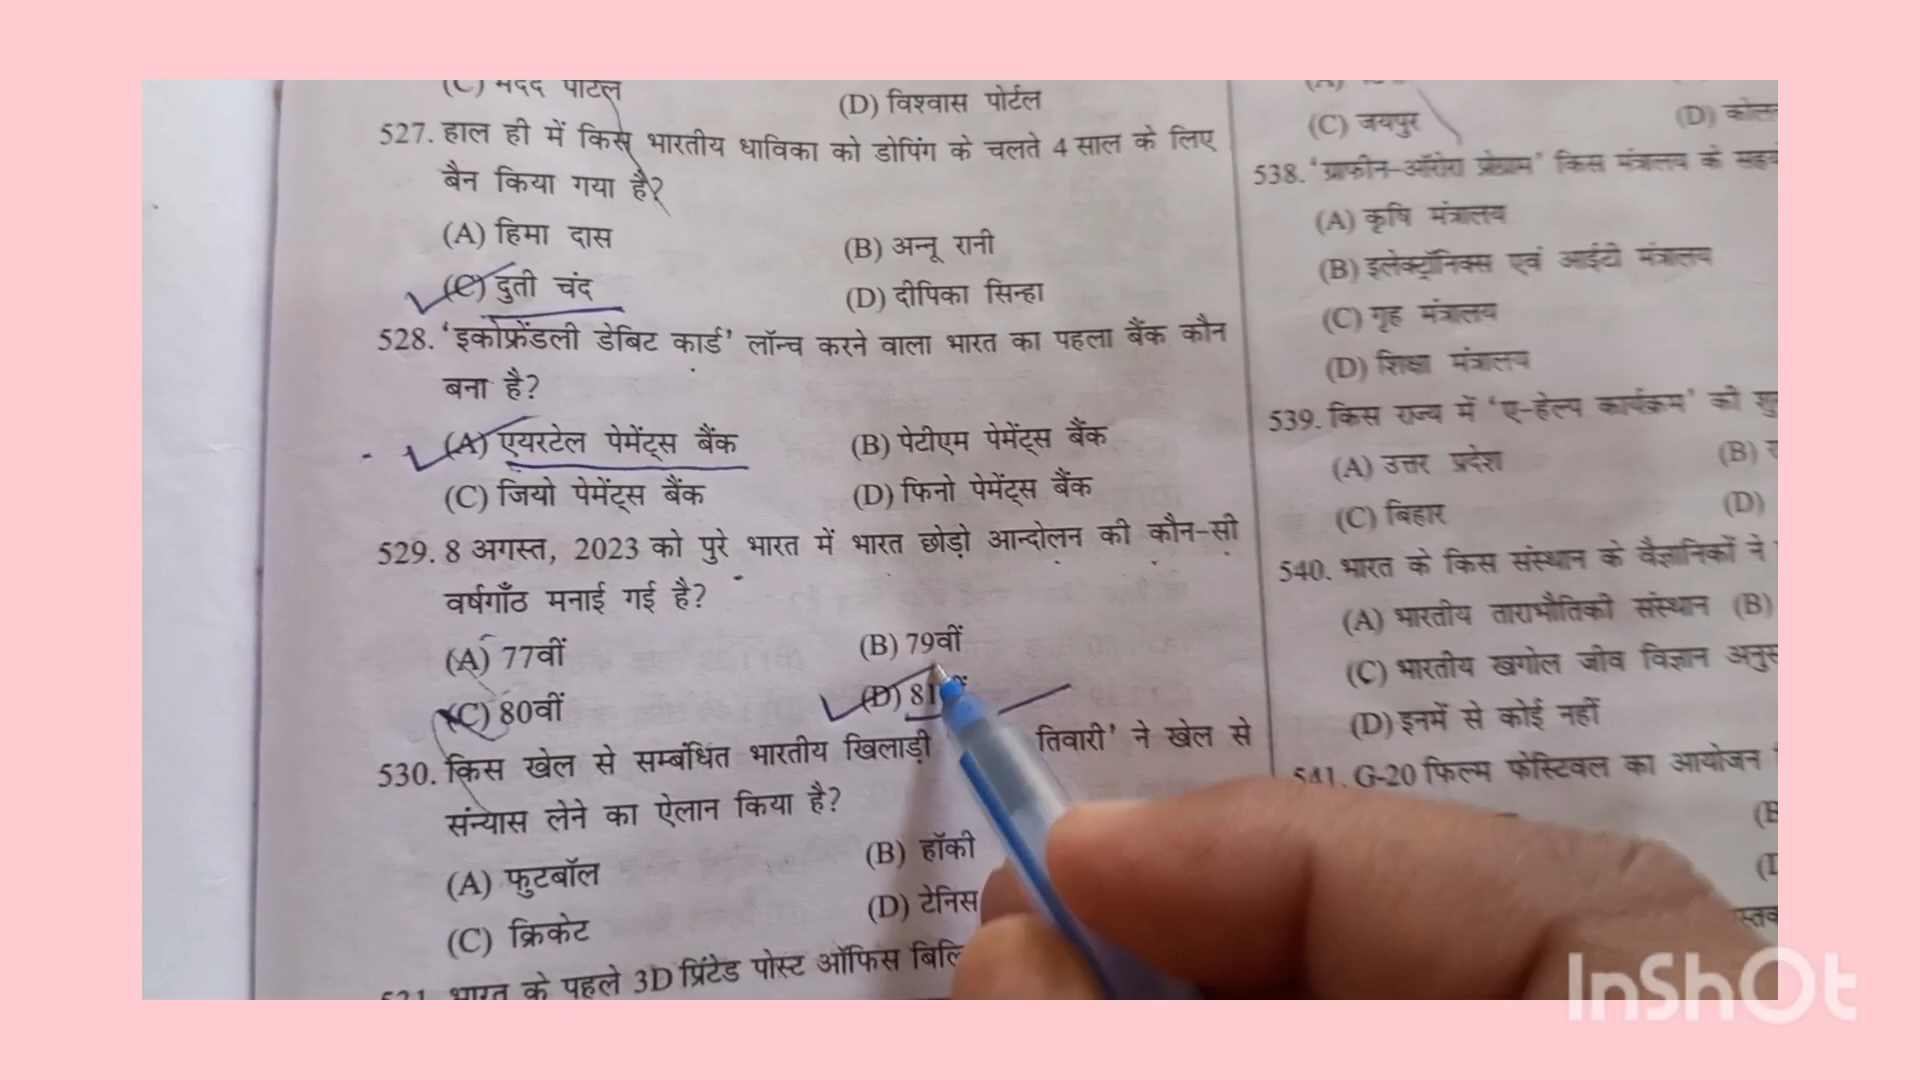 (C) मदद पोर्टल
(D) विश्वास पोर्टल
527. हाल ही में किस भारतीय धाविका को डोपिंग के चलते 4 साल के लिए
बैन किया गया है?
(A) हिमा दास
(B) अन्नू रानी
(C) दुती चंद
(D) दीपिका सिन्हा
528. ‘इकोफ्रेंडली डेबिट कार्ड’ लॉन्च करने वाला भारत का पहला बैंक कौन
बना है?
(A) एयरटेल पेमेंट्स बैंक
(B) पेटीएम पेमेंट्स बैंक
(C) जियो पेमेंट्स बैंक
(D) फिनो पेमेंट्स बैंक
529. 8 अगस्त, 2023 को पुरे भारत में भारत छोड़ो आन्दोलन की कौन-सी
वर्षगाँठ मनाई गई है?
(A) 77वीं
(B) 79वीं
(C) 80वीं
(D) 81
530. किस खेल से सम्बंधित भारतीय खिलाड़ी तिवारी’ ने खेल से
संन्यास लेने का ऐलान किया है?
(A) फुटबॉल
(B) हॉकी
(C) क्रिकेट
(D) टेनिस
भारत के पहले 3D प्रिंटेड पोस्ट ऑफिस
(C) जयपुर
(D)
538. ‘ग्राफीन-ऑरोरा प्रोग्राम’ किस मंत्रालय के
(A) कृषि मंत्रालय
(B) इलेक्ट्रॉनिक्स एवं आईटी मंत्रालय
(C) गृह मंत्रालय
(D) शिक्षा मंत्रालय
539. किस राज्य में ‘ए-हेल्प कार्यक्रम’ की
(A) उत्तर प्रदेश
(B)
(C) बिहार
(D)
540. भारत के किस संस्थान के वैज्ञानिकों ने
(A) भारतीय ताराभौतिकी संस्थान (B)
(C) भारतीय खगोल जीव विज्ञान
(D) इनमें से कोई नहीं
541. G-20 फिल्म फेस्टिवल का आयोजन
InShOt